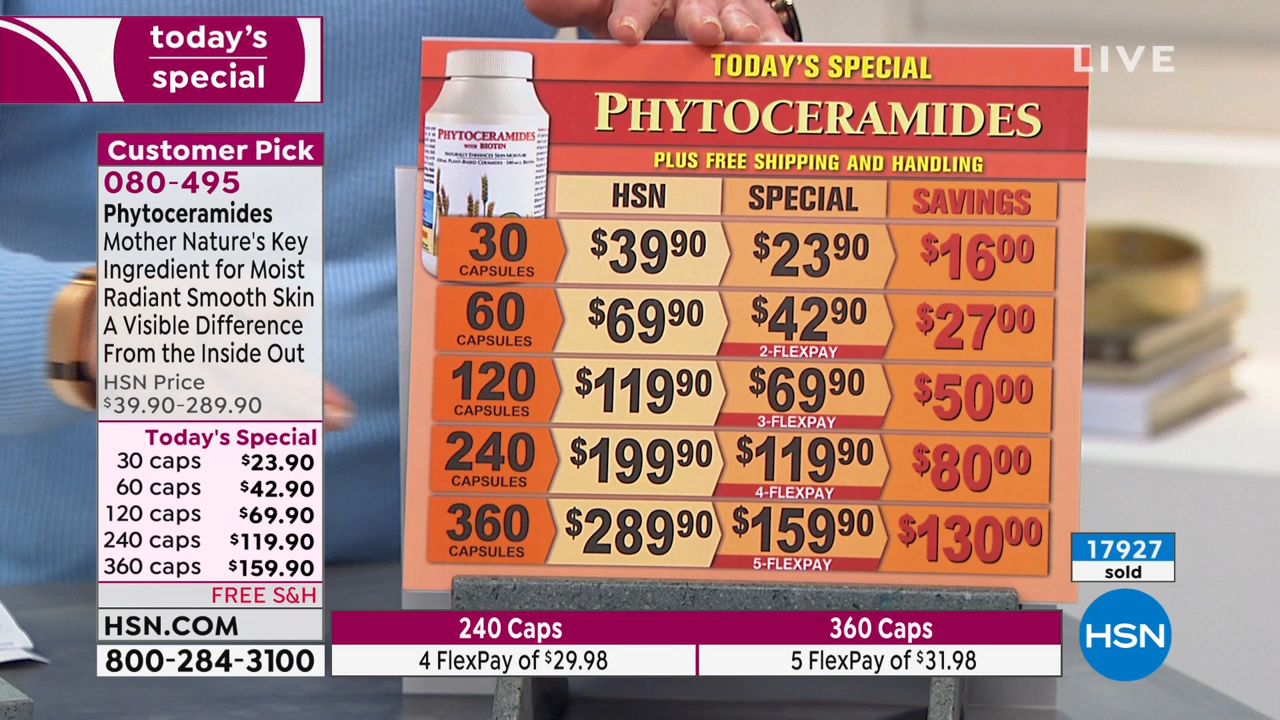 today's
special
Customer Pick
080-495
Phytoceramides
Mother Nature's Key
Ingredient for Moist
Radiant Smooth Skin
A Visible Difference
From the Inside Out
HSN Price
$39.90-289.90
Today's Special
30 caps $23.90
60 caps $42.90
120 caps $69.90
240 caps $119.90
360 caps $159.90
FREE S&H
HSN.COM
800-284-3100
LIVE
TODAY'S SPECIAL
PHYTOCERAMIDES
PLUS FREE SHIPPING AND HANDLING
PHYTOCERAMIDES
WITH BIOTIN
NATURALLY ENHANCES SKIN MOISTURE
HSN SPECIAL SAVINGS
30 CAPSULES $39.90 $23.90 $16.00
60 CAPSULES $69.90 $42.90 $27.00
2-FLEXPAY
120 CAPSULES $119.90 $69.90 $50.00
3-FLEXPAY
240 CAPSULES $199.90 $119.90 $80.00
4-FLEXPAY
360 CAPSULES $289.90 $159.90 $130.00
5-FLEXPAY
17927
sold
HSN
240 Caps 360 Caps
4 FlexPay of $29.98 5 FlexPay of $31.98